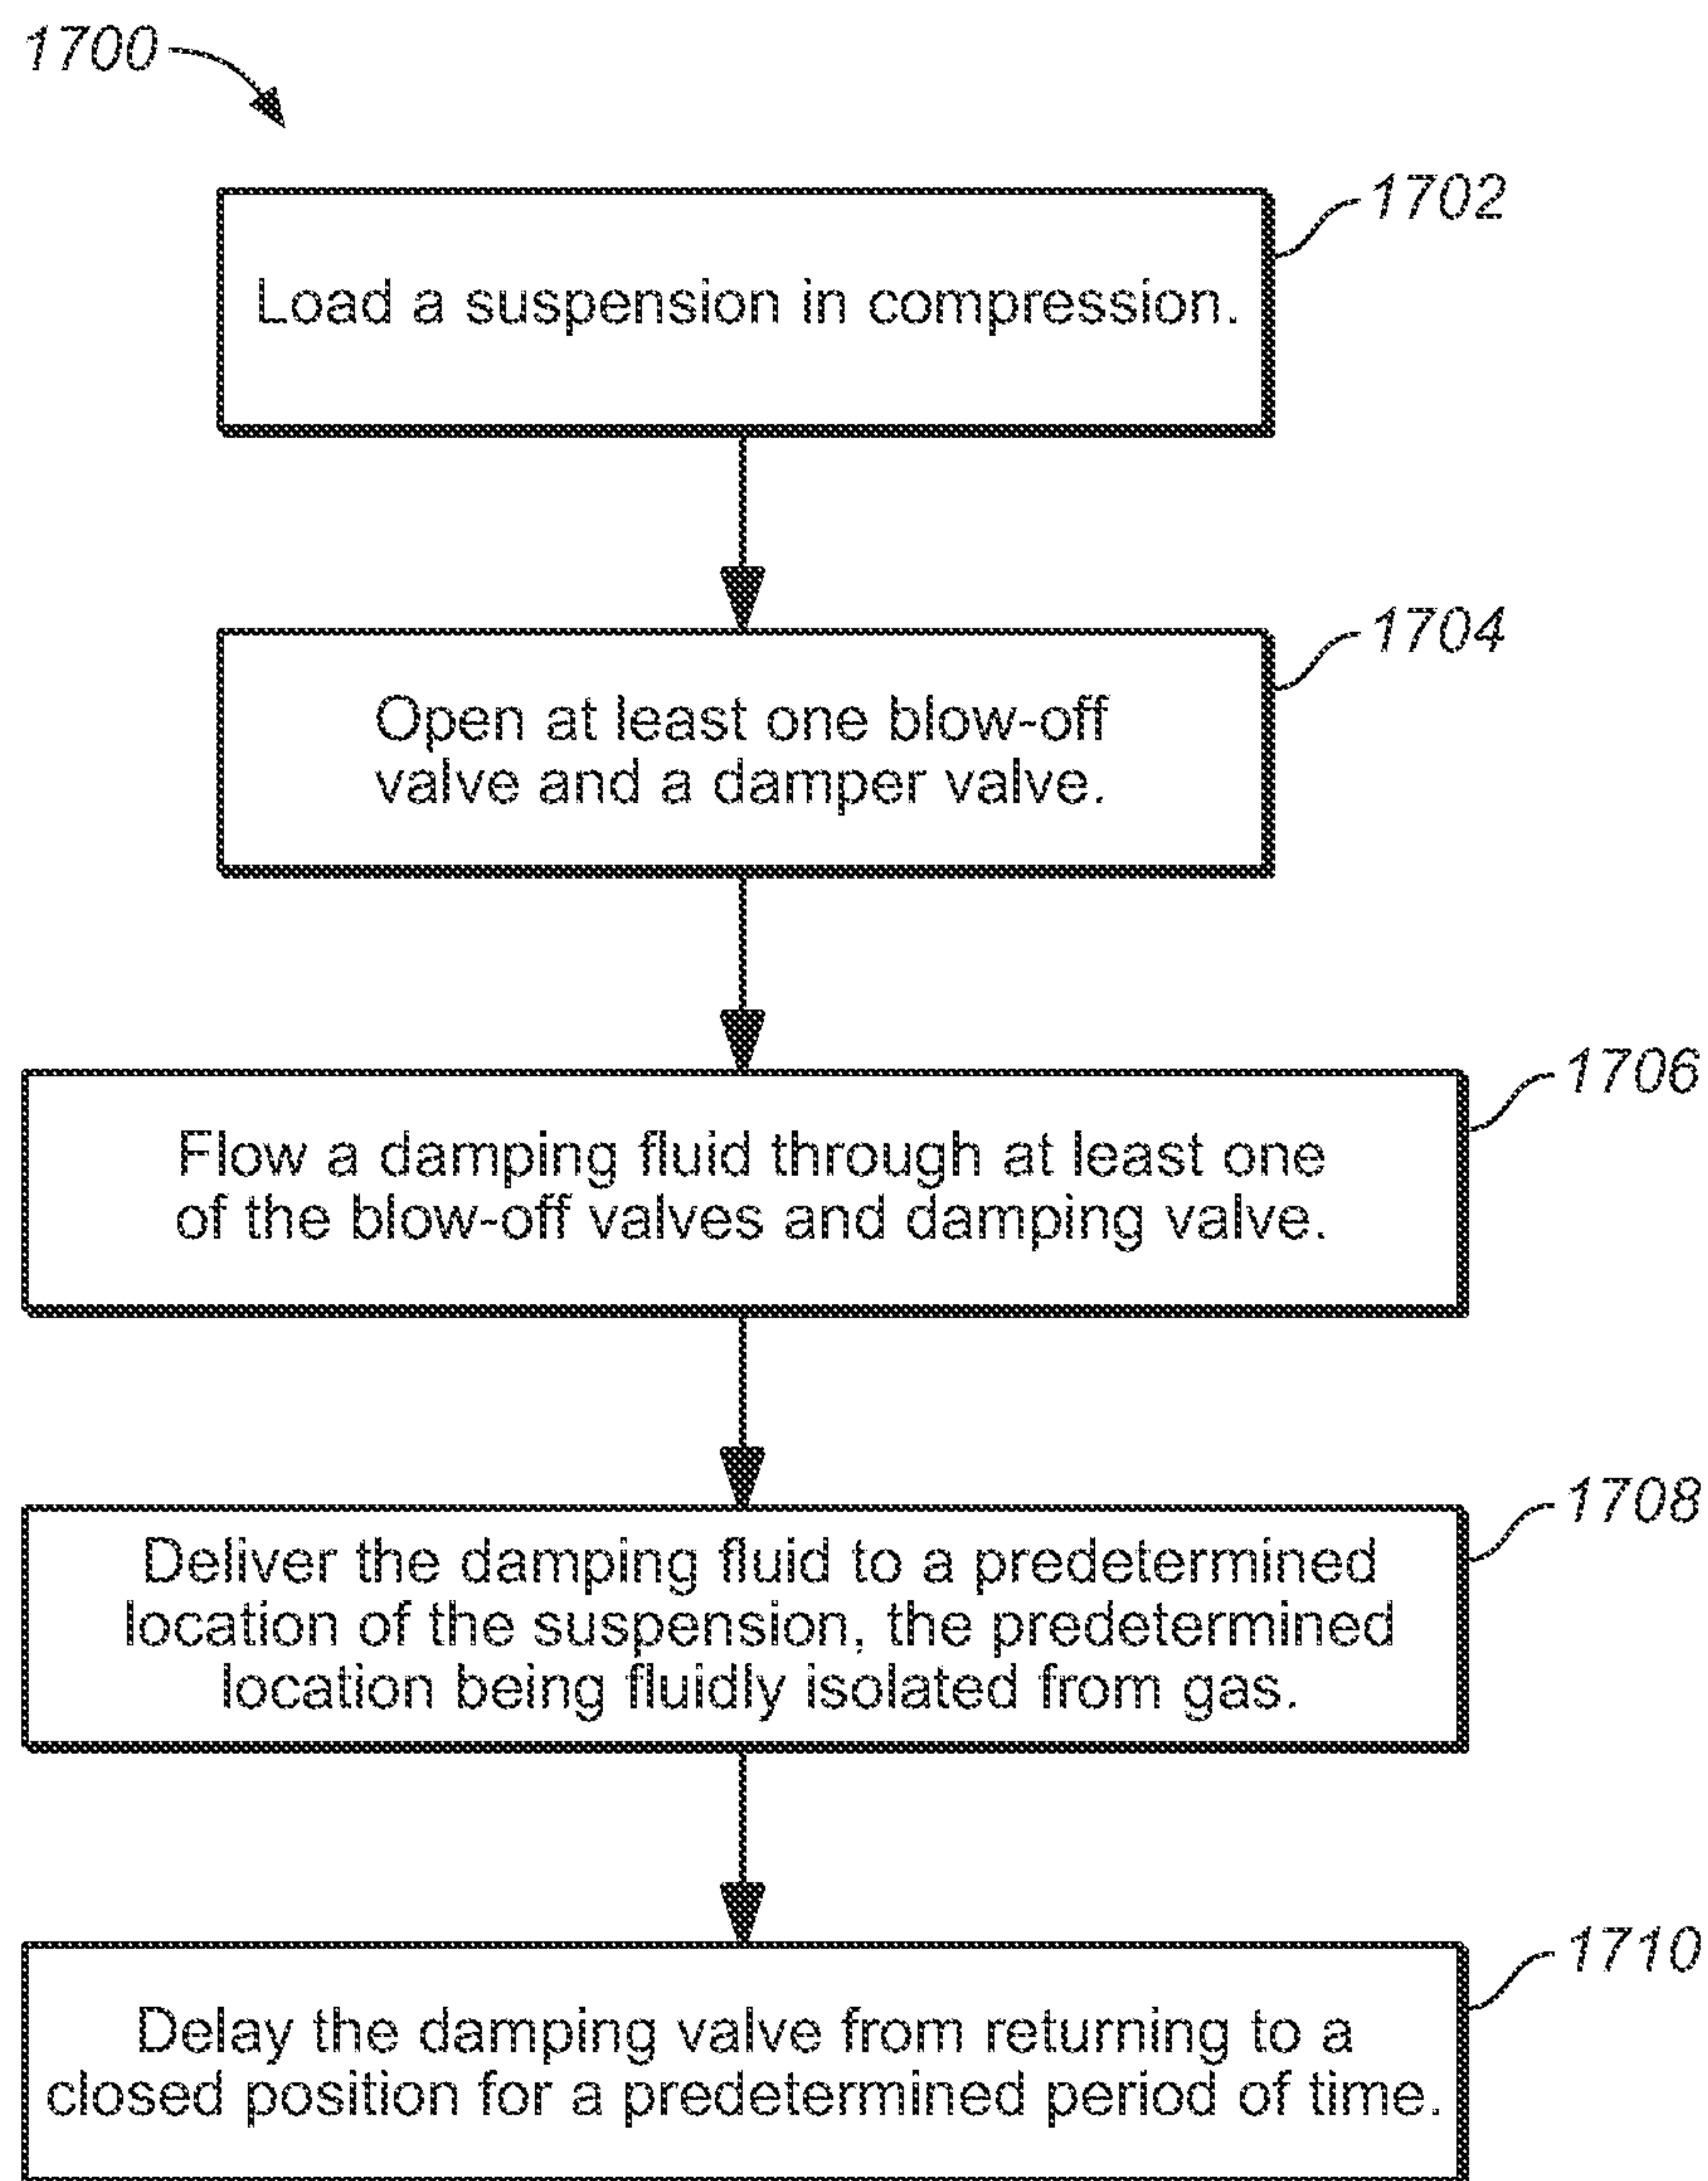 1700
1702
Load a suspension in compression.
1704
Open at least one blow-off
valve and a damper valve.
1706
Flow a damping fluid through at least one
of the blow-off valves and damping valve.
1708
Deliver the damping fluid to a predetermined
location of the suspension, the predetermined
location being fluidly isolated from gas.
1710
Delay the damping valve from returning to a
closed position for a predetermined period of time.